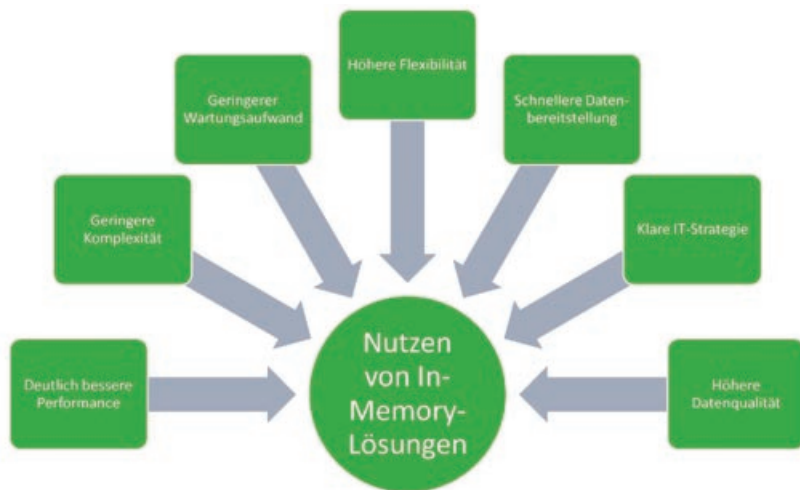 Höhere Flexibilität
Geringerer
Wartungsaufwand
Schnellere Daten-
bereitstellung
Geringere
Komplexität
Klare IT-Strategie
Deutlich bessere
Performance
Nutzen
von In-
Memory-
Lösungen
Höhere
Datenqualität